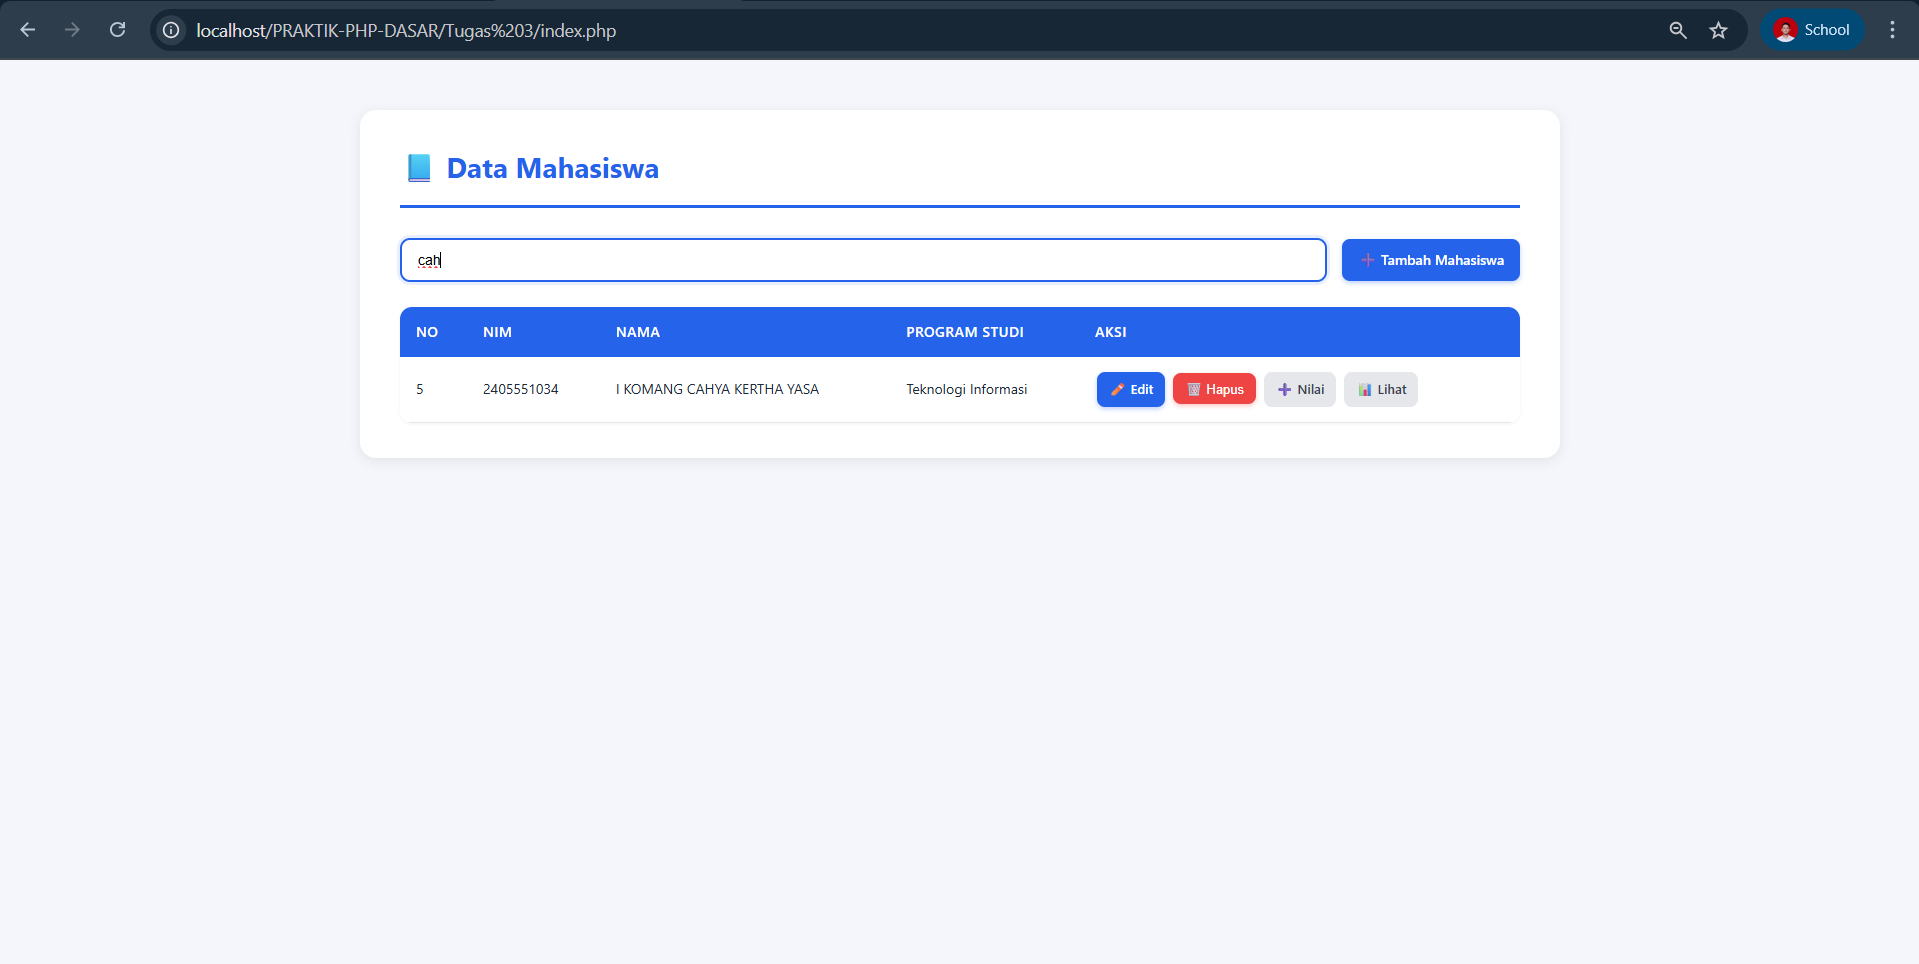 localhost/PRAKTIK-PHP-DASAR/Tugas%203/index.php
School
Data Mahasiswa
cah
Tambah Mahasiswa
NO NIM NAMA PROGRAM STUDI AKSI
5 2405551034 I KOMANG CAHYA KERTHA YASA Teknologi Informasi Edit Hapus Nilai Lihat